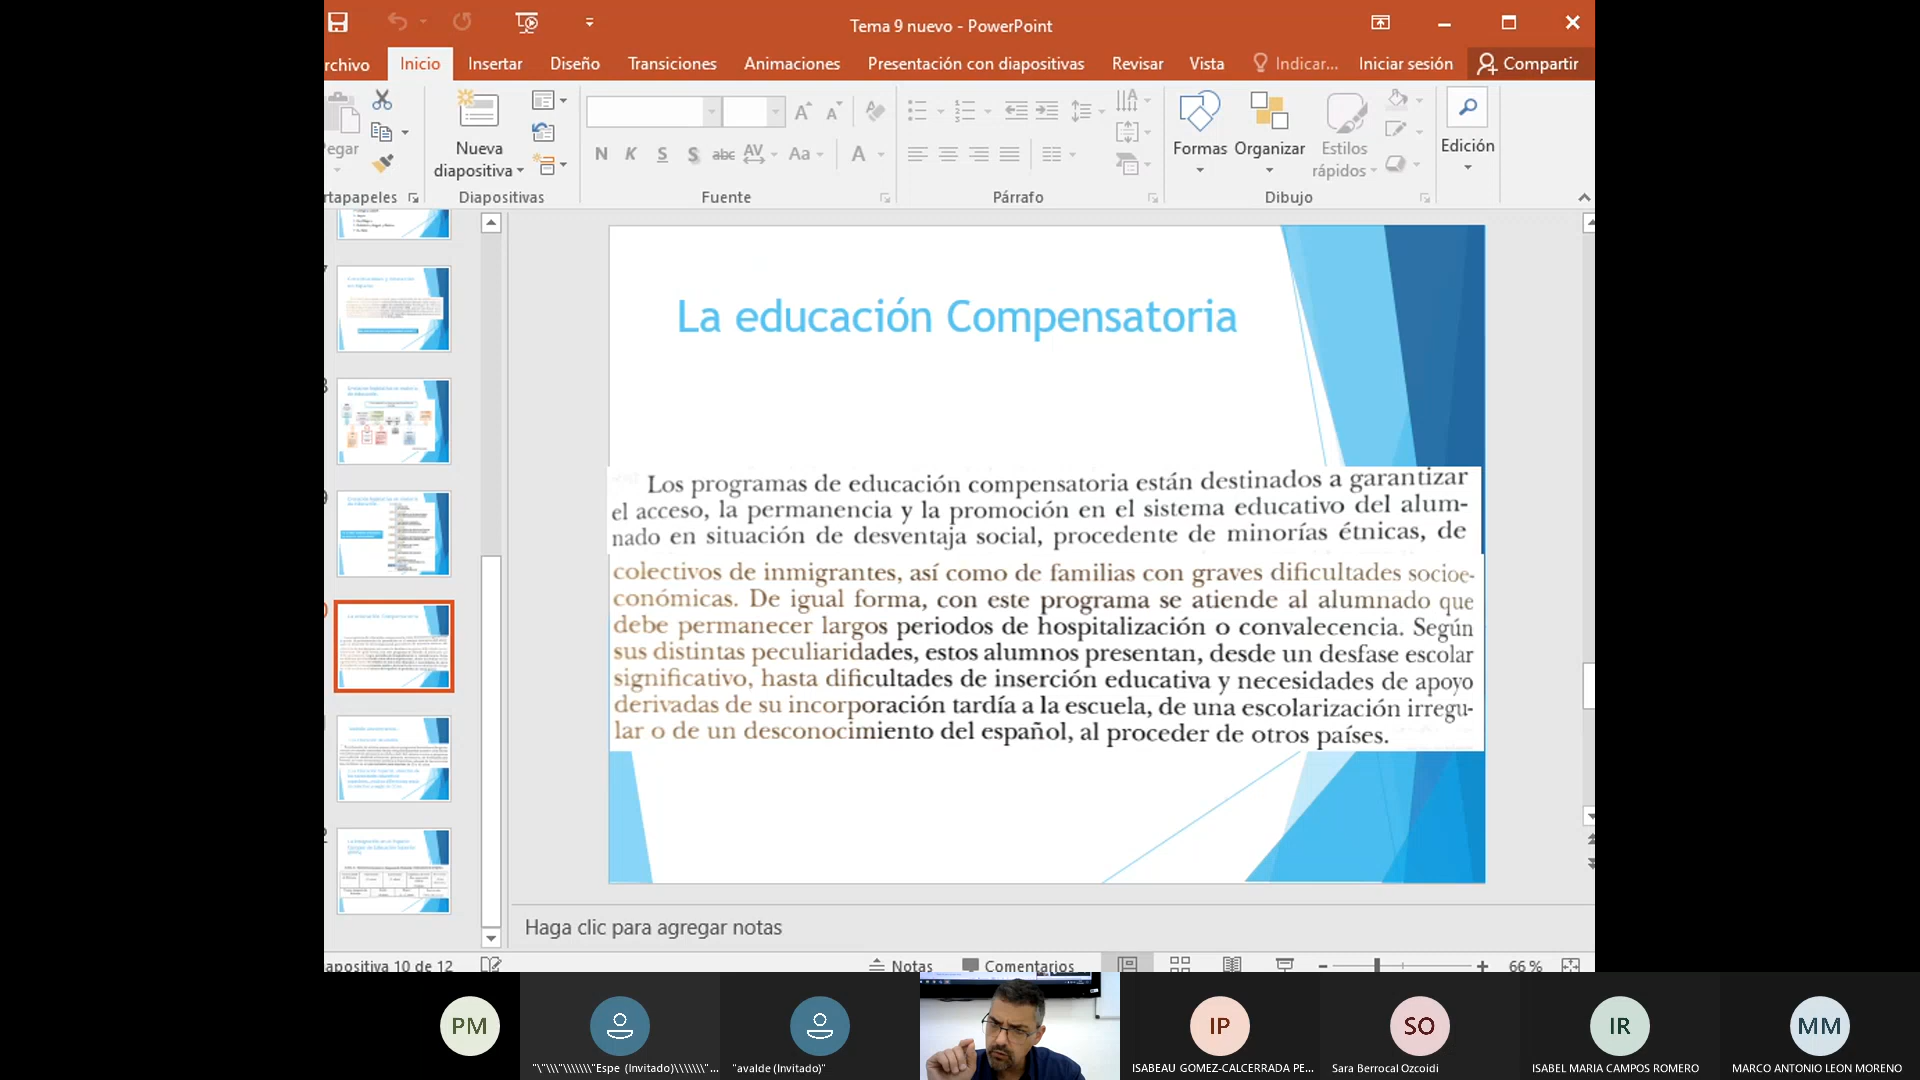 Tema 9 nuevo - PowerPoint
rchivo Inicio Insertar Diseño Transiciones Animaciones Presentación con diapositivas Revisar Vista Indicar... Iniciar sesión Compartir
egar
Nueva
diapositiva
Formas Organizar Estilos
rápidos
Edición
N K S S abc AV Aa A
rtapapeles Diapositivas Fuente Párrafo Dibujo
La educación Compensatoria
Los programas de educación compensatoria están destinados a garantizar
el acceso, la permanencia y la promoción en el sistema educativo del alum-
nado en situación de desventaja social, procedente de minorías étnicas, de
colectivos de inmigrantes, así como de familias con graves dificultades socioe-
conómicas. De igual forma, con este programa se atiende al alumnado que
debe permanecer largos periodos de hospitalización o convalecencia. Según
sus distintas peculiaridades, estos alumnos presentan, desde un desfase escolar
significativo, hasta dificultades de inserción educativa y necesidades de apoyo
derivadas de su incorporación tardía a la escuela, de una escolarización irregu-
lar o de un desconocimiento del español, al proceder de otros países.
Haga clic para agregar notas
apositiva 10 de 12 Notas Comentarios 66 %
PM IP SO IR MM
"\"\\\"\\\\\\\"Espe (Invitado)\\\\\\\"... "avalde (Invitado)" ISABEAU GOMEZ-CALCERRADA PE... Sara Berrocal Ozcoidi ISABEL MARIA CAMPOS ROMERO MARCO ANTONIO LEON MORENO